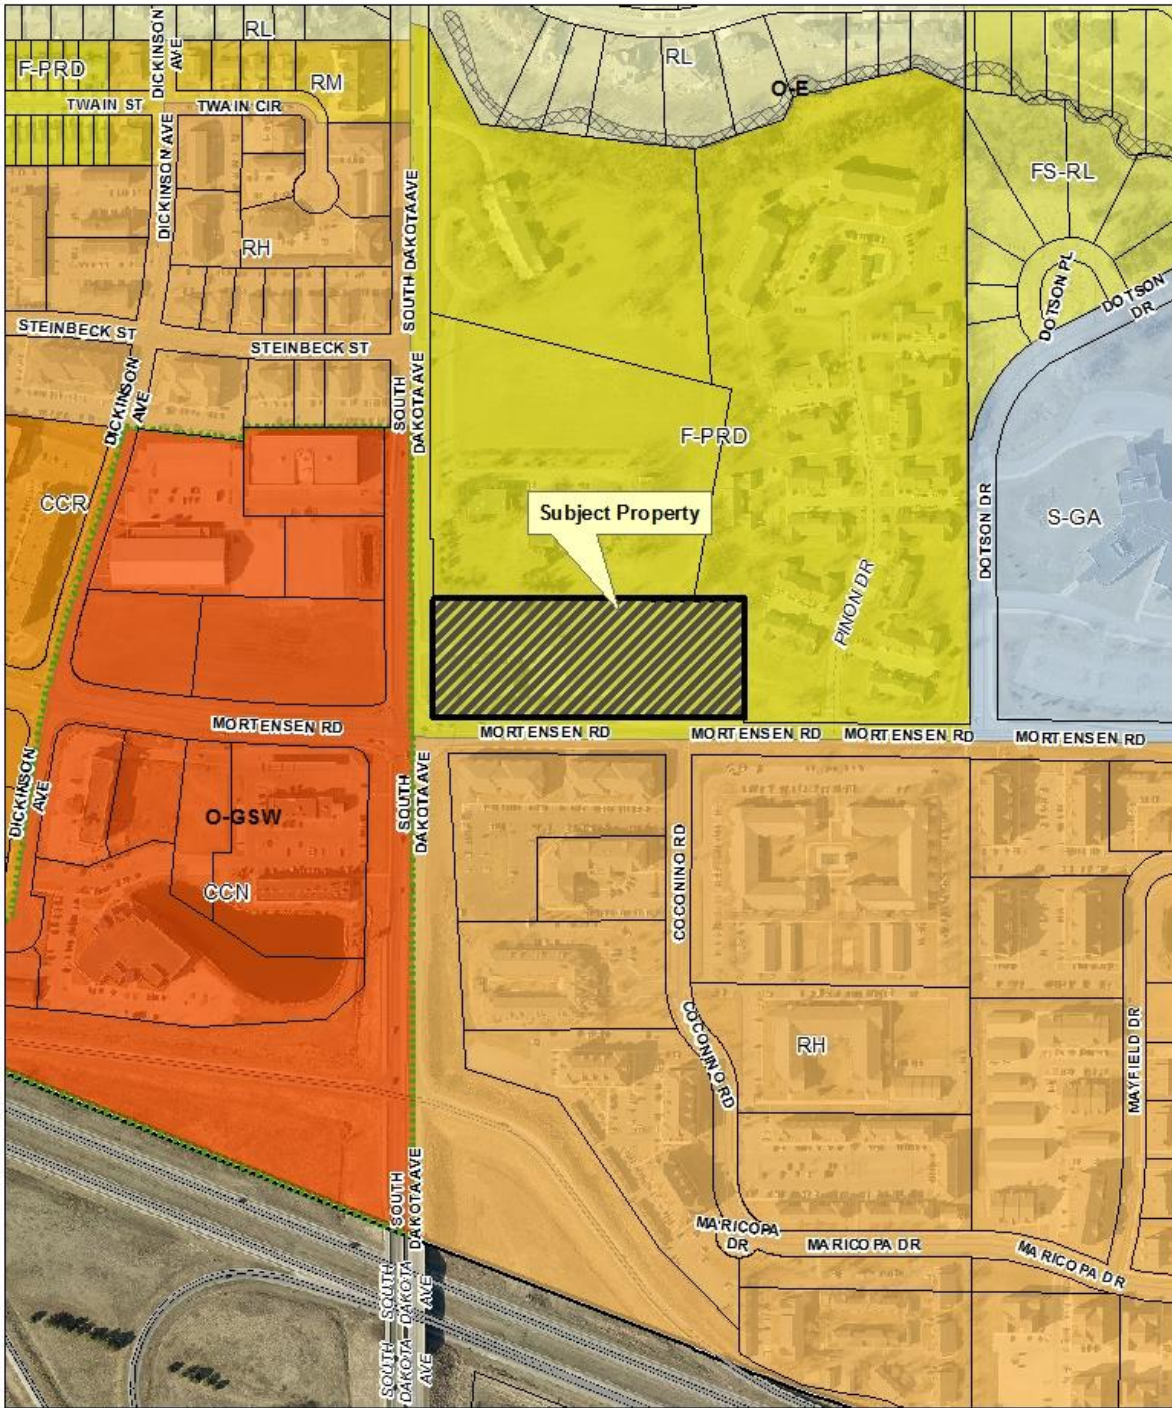 RL
DICKINSON
AVE
RL
F-PRD
RM
O-E
TWAIN ST
TWAIN CIR
DICKINSON AVE
SOUTH DAKOTA AVE
FS-RL
RH
DOTSON PL
DOTSON
DR
STEINBECK ST
STEINBECK ST
DICKINSON
AVE
SOUTH
DAKOTA AVE
F-PRD
CCR
Subject Property
DOTSON DR
S-GA
PINON DR
MORTENSEN RD
MORTENSEN RD
MORTENSEN RD
MORTENSEN RD
MORTENSEN RD
DICKINSON
AVE
SOUTH
DAKOTA AVE
O-GSW
CCN
COCONINO RD
COCONINO RD
RH
MAYFIELD DR
SOUTH
DAKOTA AVE
MARICOPA
DR
MARICOPA DR
MARICOPA DR
SOUTH
DAKOTA
AVE
SOUTH
DAKOTA
AVE
SOUTH